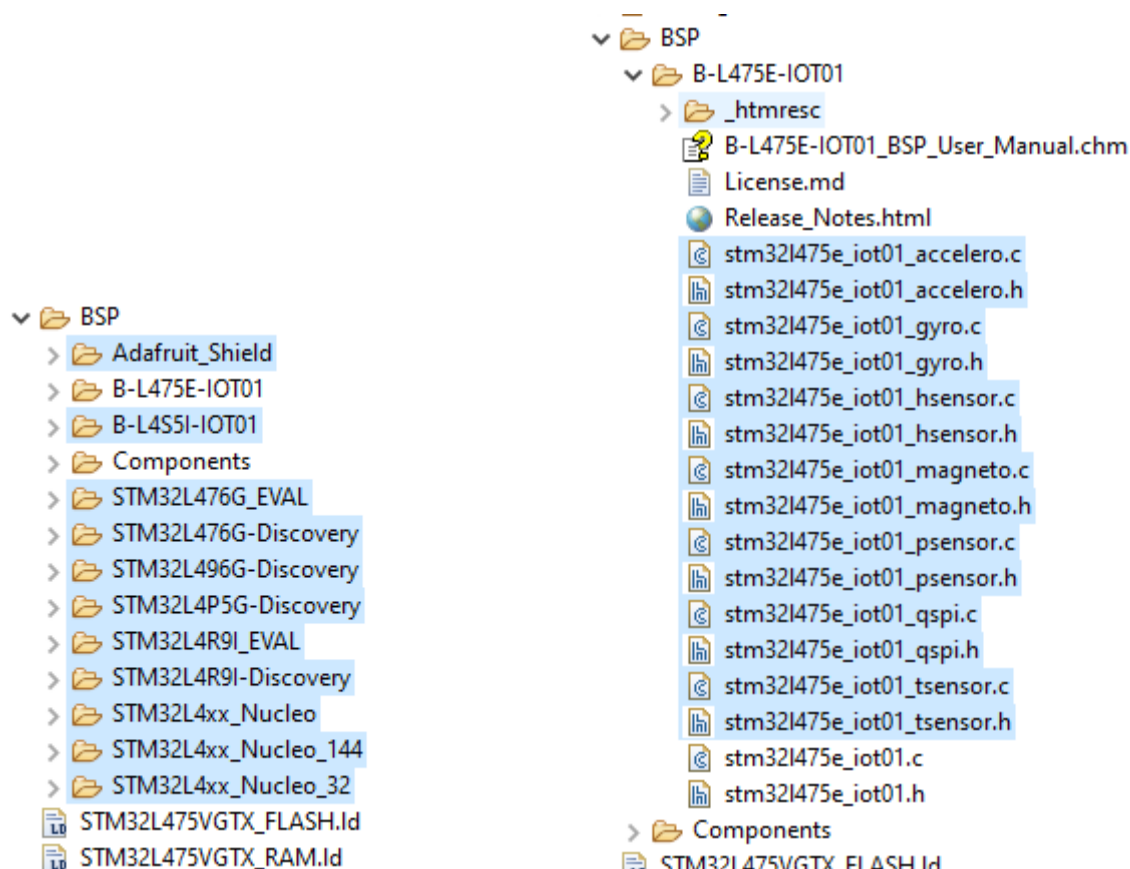 BSP
Adafruit_Shield
B-L475E-IOT01
B-L4S5I-IOT01
Components
STM32L476G_EVAL
STM32L476G-Discovery
STM32L496G-Discovery
STM32L4P5G-Discovery
STM32L4R9I_EVAL
STM32L4R9I-Discovery
STM32L4xx_Nucleo
STM32L4xx_Nucleo_144
STM32L4xx_Nucleo_32
STM32L475VGTX_FLASH.ld
STM32L475VGTX_RAM.ld
BSP
B-L475E-IOT01
_htmresc
B-L475E-IOT01_BSP_User_Manual.chm
License.md
Release_Notes.html
stm32l475e_iot01_accelero.c
stm32l475e_iot01_accelero.h
stm32l475e_iot01_gyro.c
stm32l475e_iot01_gyro.h
stm32l475e_iot01_hsensor.c
stm32l475e_iot01_hsensor.h
stm32l475e_iot01_magneto.c
stm32l475e_iot01_magneto.h
stm32l475e_iot01_psensor.c
stm32l475e_iot01_psensor.h
stm32l475e_iot01_qspi.c
stm32l475e_iot01_qspi.h
stm32l475e_iot01_tsensor.c
stm32l475e_iot01_tsensor.h
stm32l475e_iot01.c
stm32l475e_iot01.h
Components
STM32L475VGTX_FLASH.ld